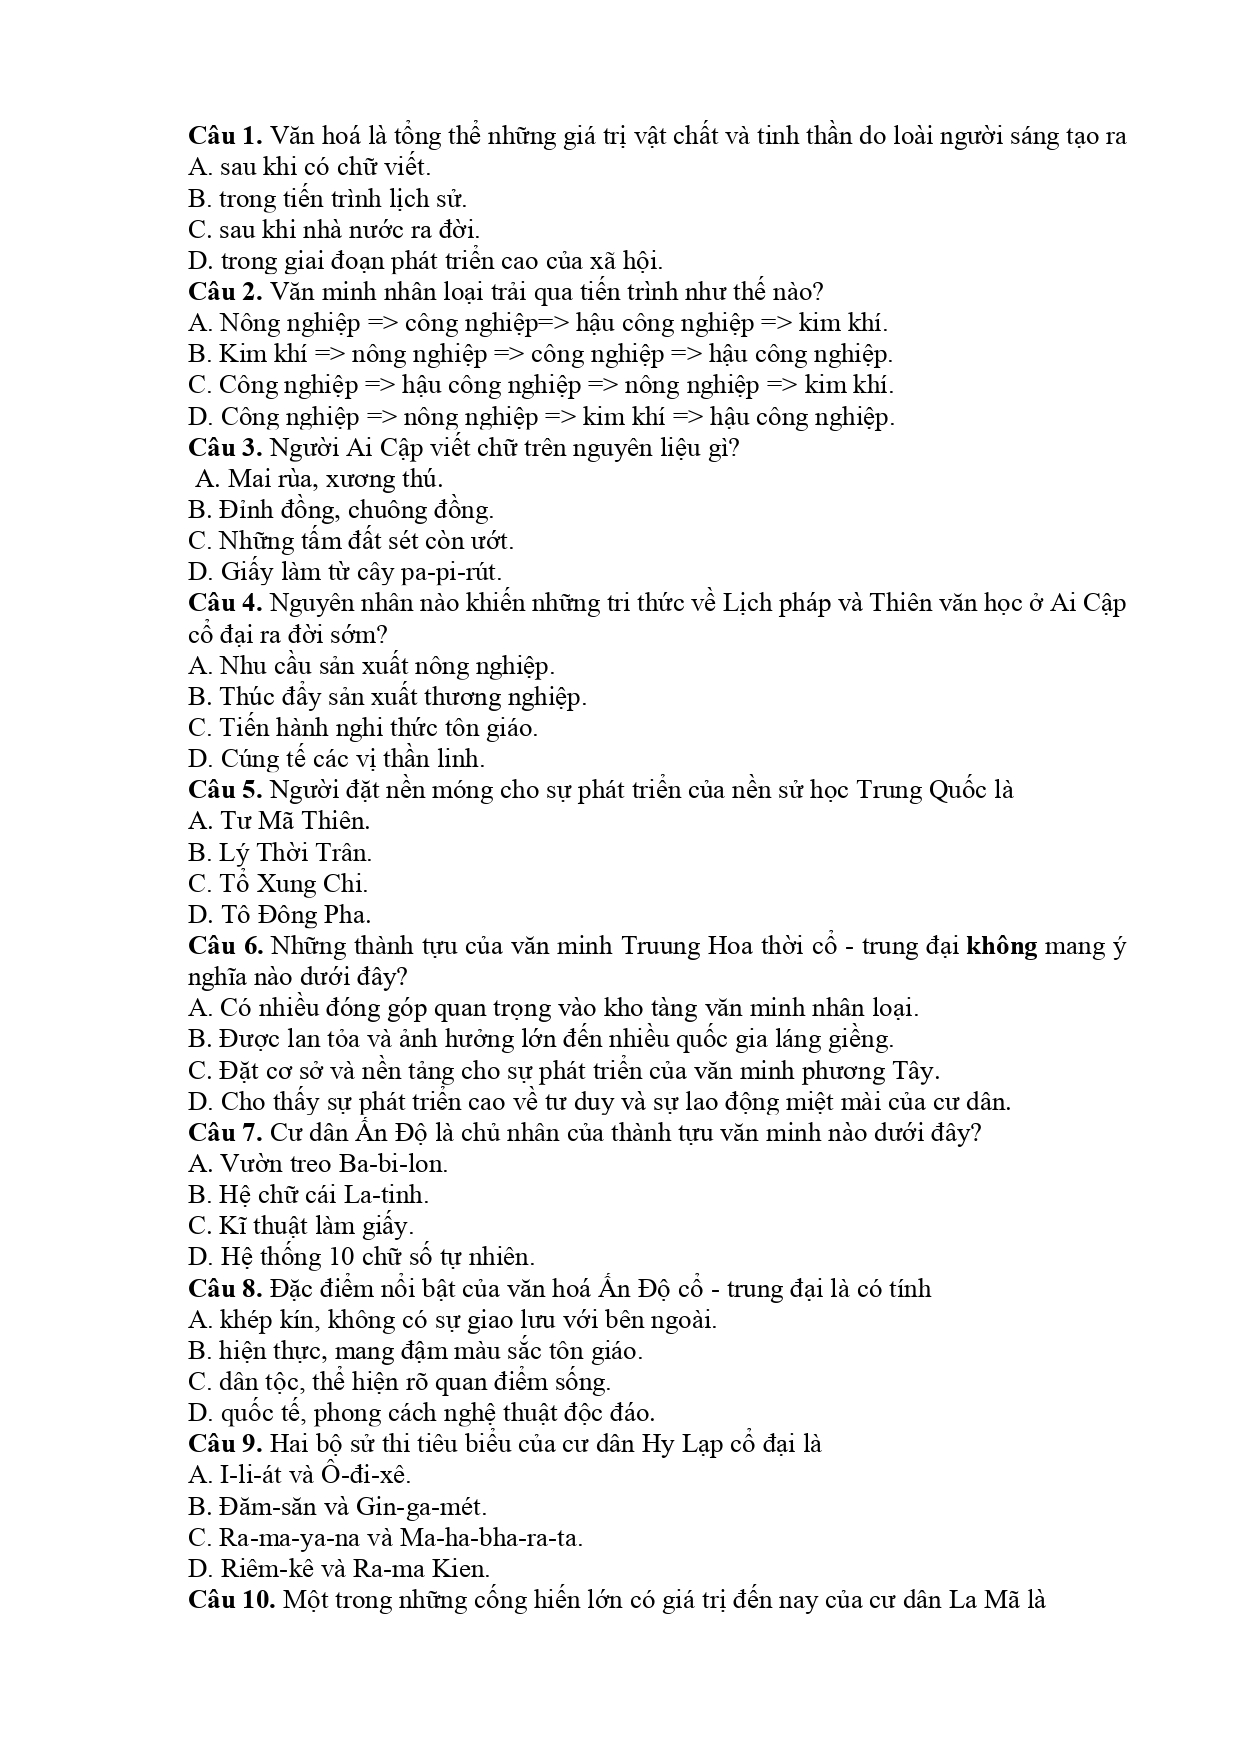 Câu 1. Văn hoá là tổng thể những giá trị vật chất và tinh thần do loài người sáng tạo ra
A. sau khi có chữ viết.
B. trong tiến trình lịch sử.
C. sau khi nhà nước ra đời.
D. trong giai đoạn phát triển cao của xã hội.
Câu 2. Văn minh nhân loại trải qua tiến trình như thế nào?
A. Nông nghiệp => công nghiệp=> hậu công nghiệp => kim khí.
B. Kim khí => nông nghiệp => công nghiệp => hậu công nghiệp.
C. Công nghiệp => hậu công nghiệp => nông nghiệp => kim khí.
D. Công nghiệp => nông nghiệp => kim khí => hậu công nghiệp.
Câu 3. Người Ai Cập viết chữ trên nguyên liệu gì?
A. Mai rùa, xương thú.
B. Đỉnh đồng, chuông đồng.
C. Những tấm đất sét còn ướt.
D. Giấy làm từ cây pa-pi-rút.
Câu 4. Nguyên nhân nào khiến những tri thức về Lịch pháp và Thiên văn học ở Ai Cập
cổ đại ra đời sớm?
A. Nhu cầu sản xuất nông nghiệp.
B. Thúc đẩy sản xuất thương nghiệp.
C. Tiến hành nghi thức tôn giáo.
D. Cúng tế các vị thần linh.
Câu 5. Người đặt nền móng cho sự phát triển của nền sử học Trung Quốc là
A. Tư Mã Thiên.
B. Lý Thời Trân.
C. Tổ Xung Chi.
D. Tô Đông Pha.
Câu 6. Những thành tựu của văn minh Truung Hoa thời cổ - trung đại không mang ý
nghĩa nào dưới đây?
A. Có nhiều đóng góp quan trọng vào kho tàng văn minh nhân loại.
B. Được lan tỏa và ảnh hưởng lớn đến nhiều quốc gia láng giềng.
C. Đặt cơ sở và nền tảng cho sự phát triển của văn minh phương Tây.
D. Cho thấy sự phát triển cao về tư duy và sự lao động miệt mài của cư dân.
Câu 7. Cư dân Ấn Độ là chủ nhân của thành tựu văn minh nào dưới đây?
A. Vườn treo Ba-bi-lon.
B. Hệ chữ cái La-tinh.
C. Kĩ thuật làm giấy.
D. Hệ thống 10 chữ số tự nhiên.
Câu 8. Đặc điểm nổi bật của văn hoá Ấn Độ cổ - trung đại là có tính
A. khép kín, không có sự giao lưu với bên ngoài.
B. hiện thực, mang đậm màu sắc tôn giáo.
C. dân tộc, thể hiện rõ quan điểm sống.
D. quốc tế, phong cách nghệ thuật độc đáo.
Câu 9. Hai bộ sử thi tiêu biểu của cư dân Hy Lạp cổ đại là
A. I-li-át và Ô-đi-xê.
B. Đăm-săn và Gin-ga-mét.
C. Ra-ma-ya-na và Ma-ha-bha-ra-ta.
D. Riêm-kê và Ra-ma Kien.
Câu 10. Một trong những cống hiến lớn có giá trị đến nay của cư dân La Mã là